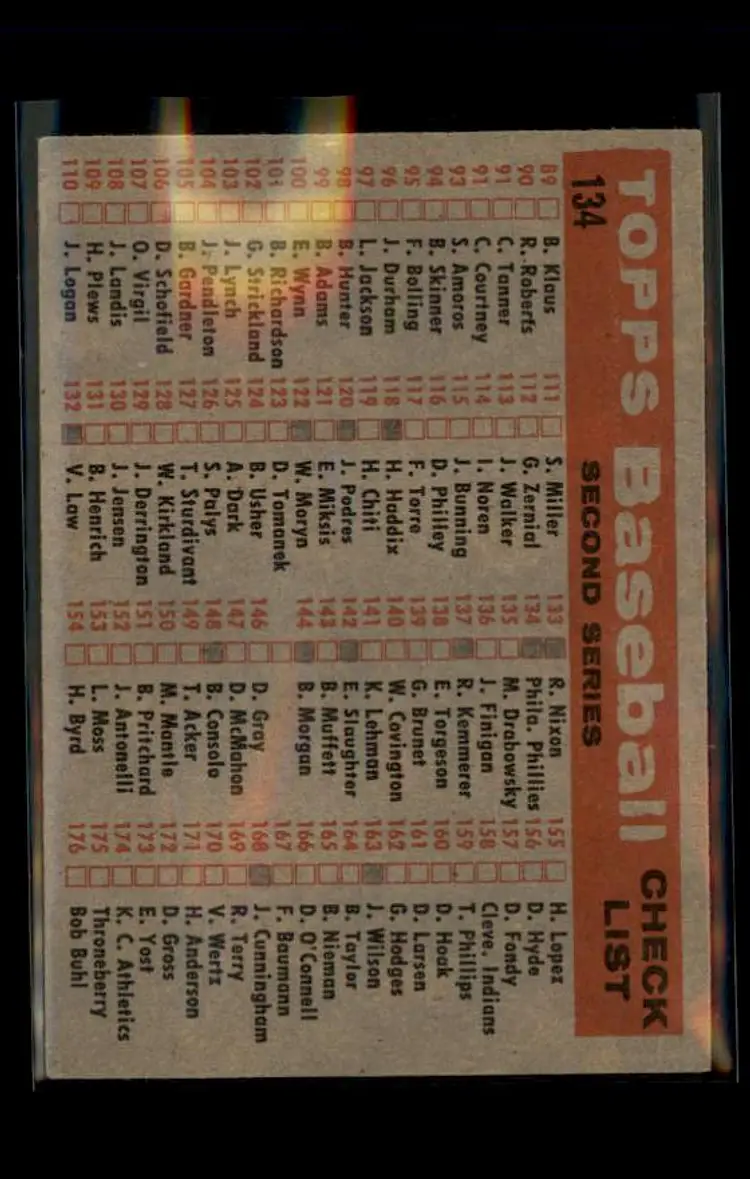 134
TOPPS Baseball CHECK LIST
SECOND SERIES
89 B. Klaus
90 R. Roberts
91 C. Tanner
91 C. Courtney
93 S. Amoros
94 B. Skinner
95 F. Bolling
96 J. Durham
97 L. Jackson
98 B. Hunter
99 B. Adams
100 E. Wynn
101 B. Richardson
102 G. Strickland
103 J. Lynch
104 J. Pendleton
105 B. Gardner
106 D. Schofield
107 O. Virgil
108 J. Landis
109 H. Plews
110 J. Logan
111 S. Miller
112 G. Zernial
113 J. Walker
114 I. Noren
115 J. Bunning
116 D. Philley
117 F. Torre
118 H. Haddix
119 H. Chiti
120 J. Podres
121 E. Miksis
122 W. Moryn
123 D. Tomanek
124 B. Usher
125 A. Dark
126 S. Palys
127 T. Sturdivant
128 W. Kirkland
129 J. Derrington
130 J. Jensen
131 B. Henrich
132 V. Law
133 R. Nixon
134 Phila. Phillies
135 M. Drabowsky
136 J. Finigan
137 R. Kemmerer
138 E. Torgeson
139 G. Brunet
140 W. Covington
141 K. Lehman
142 E. Slaughter
143 B. Muffett
144 B. Morgan
146 D. Gray
147 D. McMahon
148 B. Consolo
149 T. Acker
150 M. Mantle
151 B. Pritchard
152 J. Antonelli
153 L. Moss
154 H. Byrd
155 H. Lopez
156 D. Hyde
157 D. Fondy
158 Cleve. Indians
159 T. Phillips
160 D. Hoak
161 D. Larsen
162 G. Hodges
163 J. Wilson
164 B. Taylor
165 B. Nieman
166 D. O'Connell
167 F. Baumann
168 J. Cunningham
169 R. Terry
170 V. Wertz
171 H. Anderson
172 D. Gross
173 E. Yost
174 K. C. Athletics
175 Throneberry
176 Bob Buhl